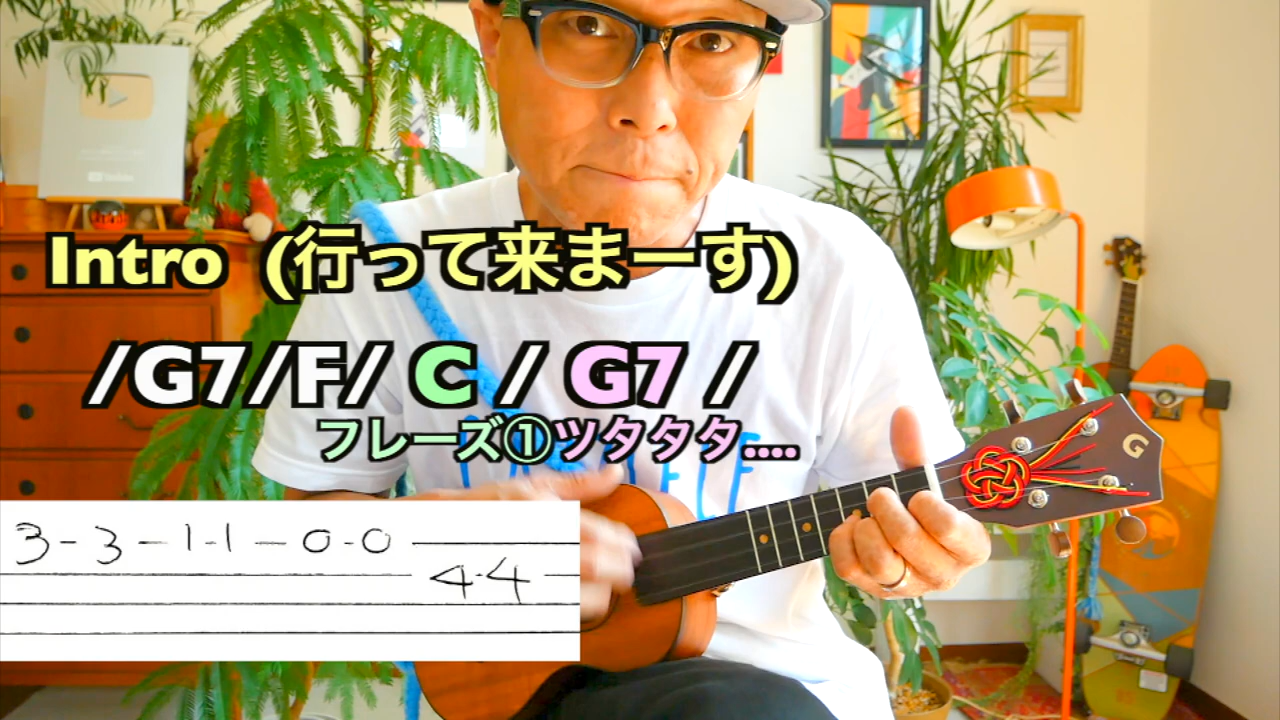 Intro (行って来まーす)
/G7/F/ C / G7 /
フレーズ①ツタタタ....
3-3-1-1-0-0
4-4
G